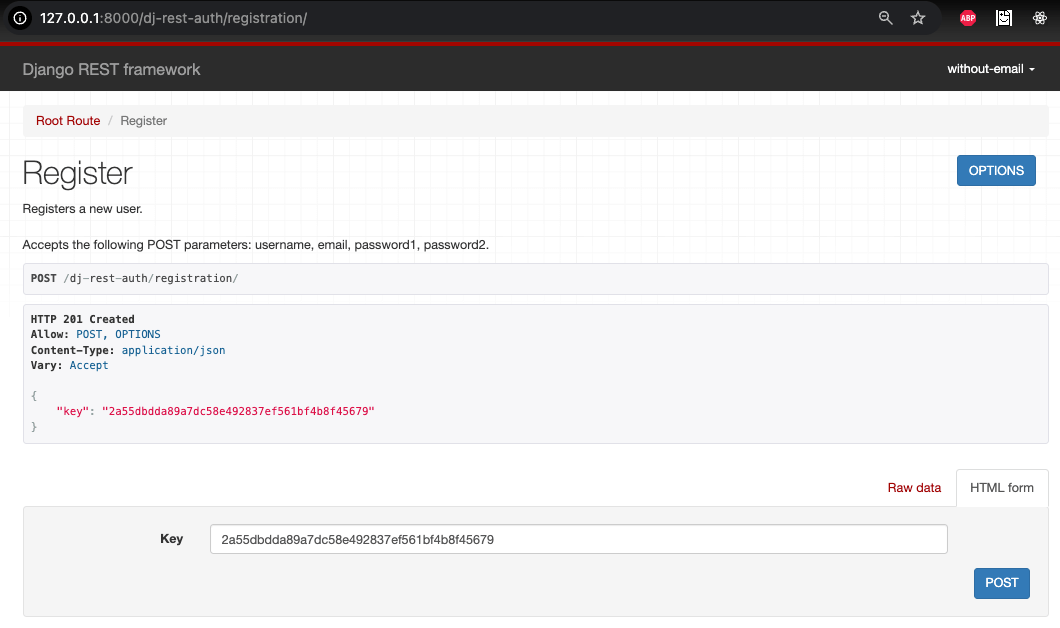 127.0.0.1:8000/dj-rest-auth/registration/
ABP
Django REST framework
without-email
Root Route / Register
Register
OPTIONS
Registers a new user.
Accepts the following POST parameters: username, email, password1, password2.
POST /dj-rest-auth/registration/
HTTP 201 Created
Allow: POST, OPTIONS
Content-Type: application/json
Vary: Accept
{
"key": "2a55dbdda89a7dc58e492837ef561bf4b8f45679"
}
Raw data
HTML form
Key
2a55dbdda89a7dc58e492837ef561bf4b8f45679
POST